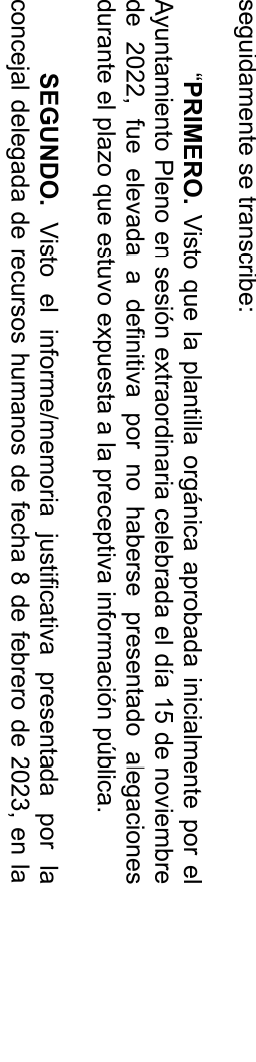 seguidamente se transcribe:
“PRIMERO. Visto que la plantilla orgánica aprobada inicialmente por el
Ayuntamiento Pleno en sesión extraordinaria celebrada el día 15 de noviembre
de 2022, fue elevada a definitiva por no haberse presentado alegaciones
durante el plazo que estuvo expuesta a la preceptiva información pública.
SEGUNDO. Visto el informe/memoria justificativa presentada por la
concejal delegada de recursos humanos de fecha 8 de febrero de 2023, en la